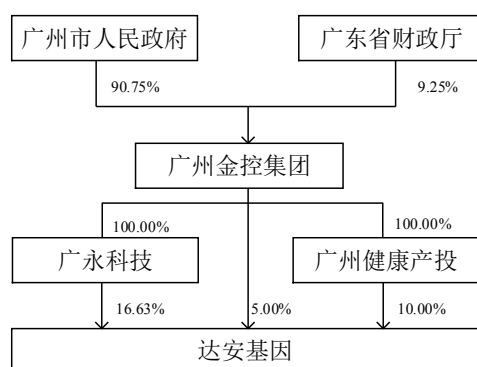 广州市人民政府
广东省财政厅
90.75%
9.25%
广州金控集团
100.00%
100.00%
广永科技
广州健康产投
16.63%
5.00%
10.00%
达安基因